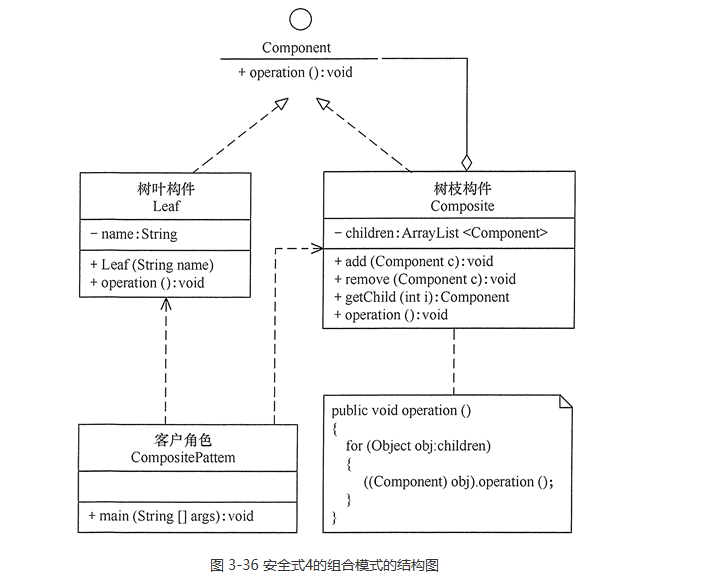 Component
+ operation ():void
树叶构件
Leaf
- name:String
+ Leaf (String name)
+ operation ():void
树枝构件
Composite
- children:ArrayList <Component>
+ add (Component c):void
+ remove (Component c):void
+ getChild (int i):Component
+ operation ():void
客户角色
CompositePattem
+ main (String [] args):void
public void operation ()
{
for (Object obj:children)
{
((Component) obj).operation ();
}
}
图 3-36 安全式4的组合模式的结构图